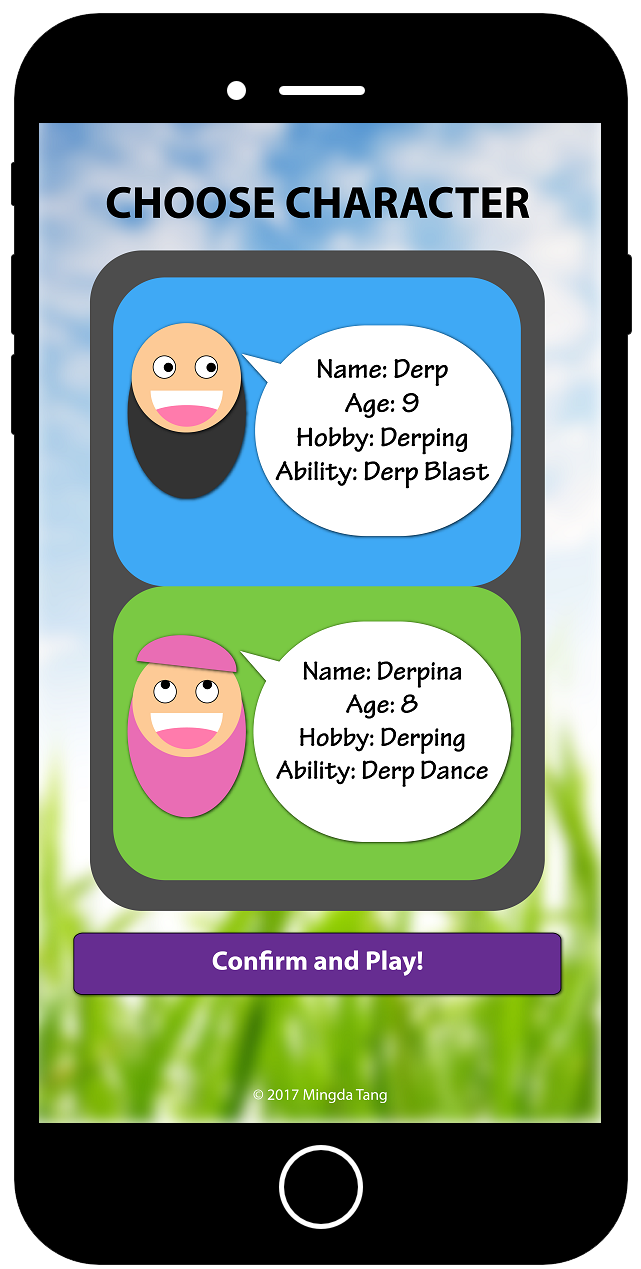 CHOOSE CHARACTER
Name: Derp
Age: 9
Hobby: Derping
Ability: Derp Blast
Name: Derpina
Age: 8
Hobby: Derping
Ability: Derp Dance
Confirm and Play!
© 2017 Mingda Tang